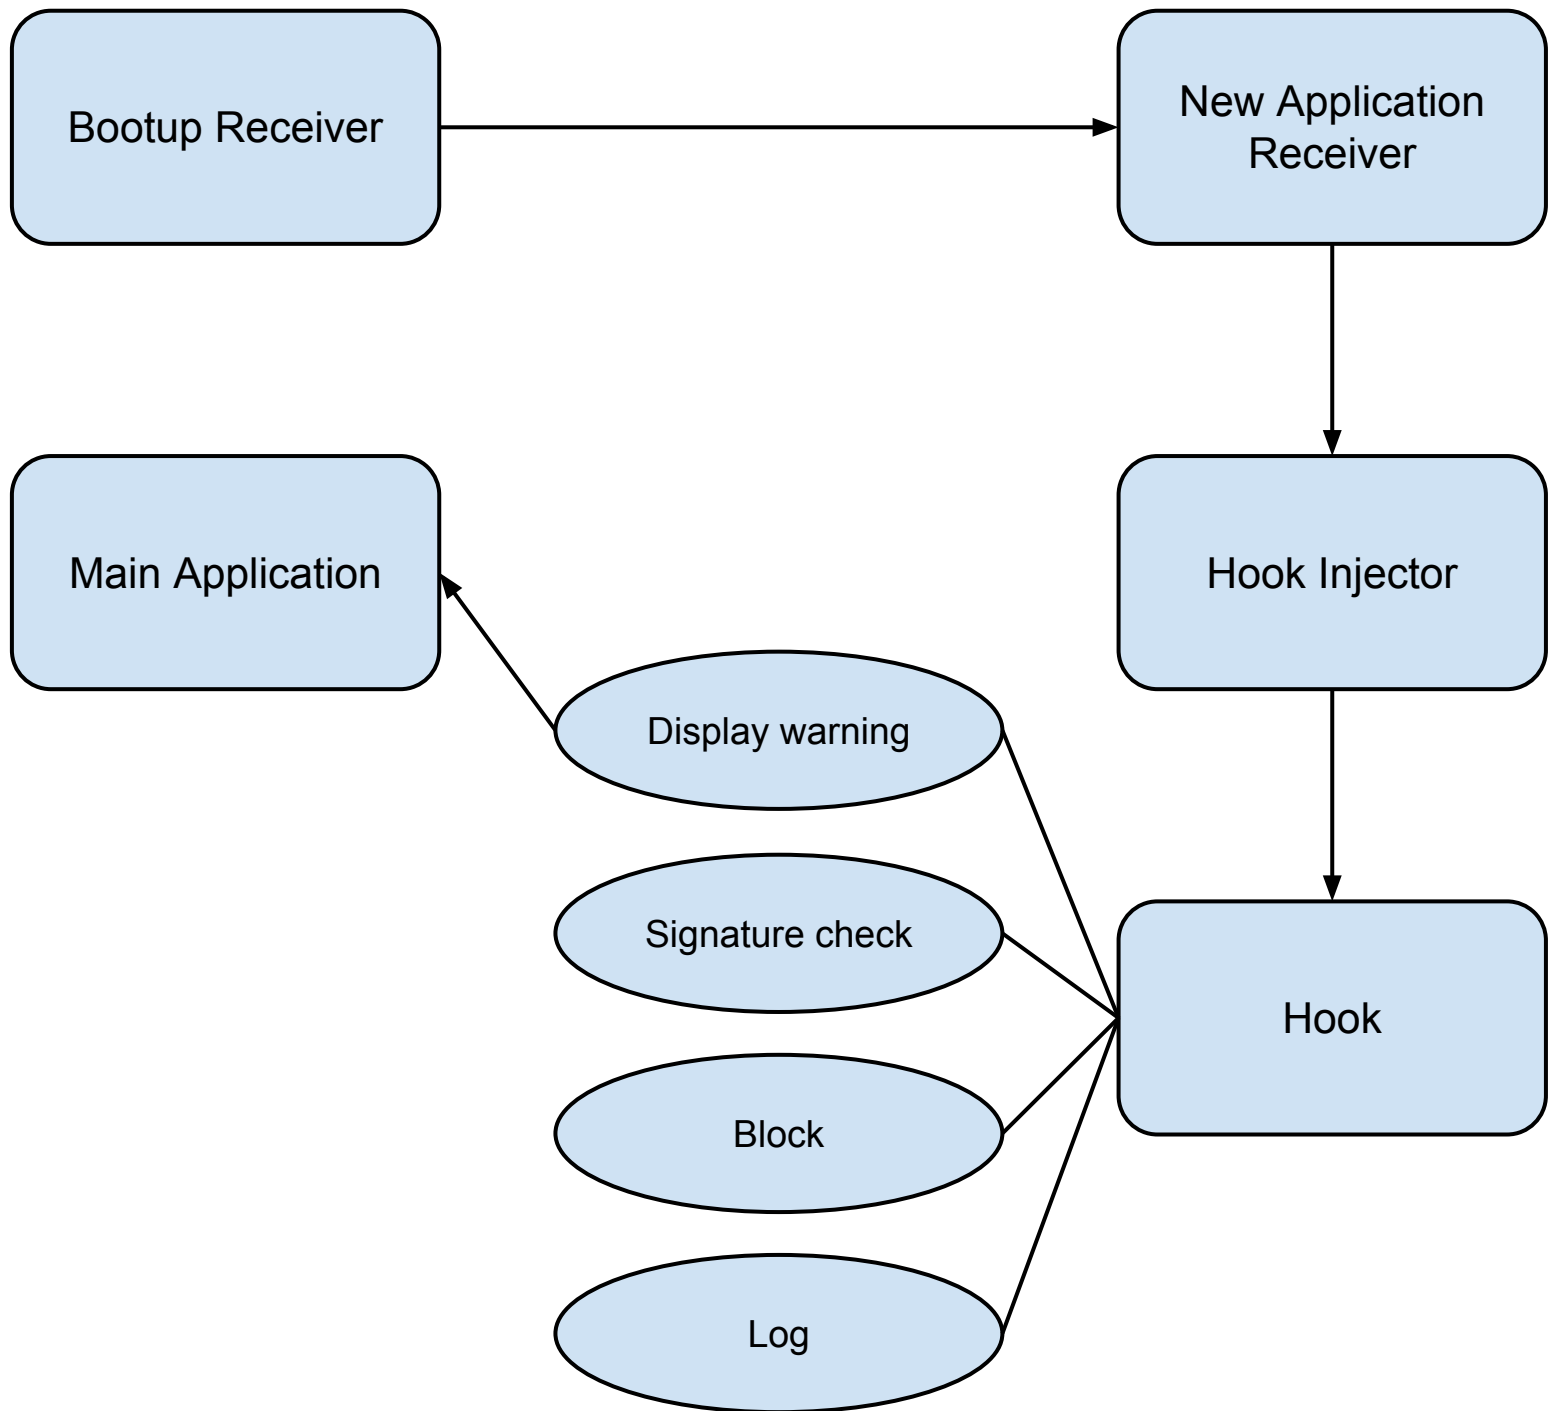 Bootup Receiver
New Application
Receiver
Main Application
Hook Injector
Display warning
Signature check
Hook
Block
Log